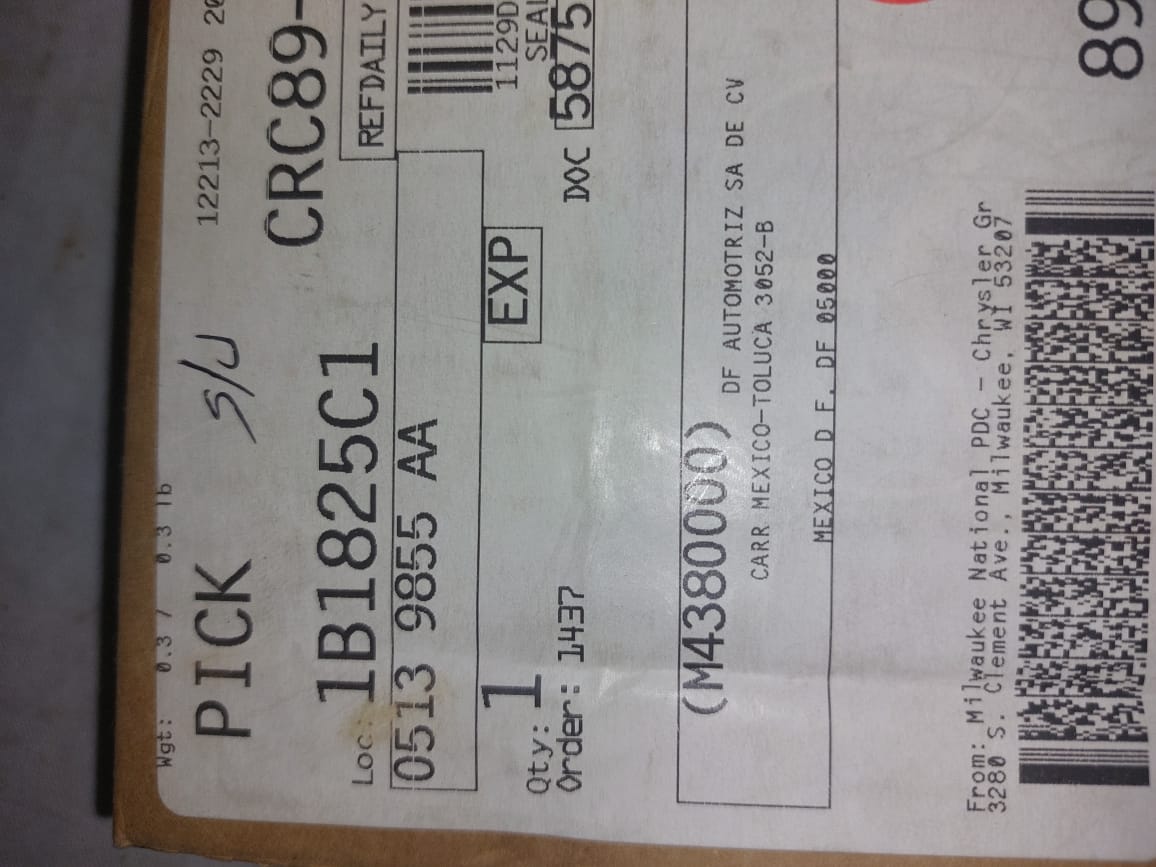 Wgt: 0.3 / 0.3 lb
PICK S/U 12213-2229 20
CRC89-
Loc: 1B1825C1
REFDAILY
0513 9855 AA
Qty: 1 EXP 1129D
SEAL
Order: 1437 DOC 5875
(M438000)
DF AUTOMOTRIZ SA DE CV
CARR MEXICO-TOLUCA 3052-B
MEXICO D F, DF 05000
From: Milwaukee National PDC - Chrysler Gr
3280 S. Clement Ave., Milwaukee, WI 53207
89